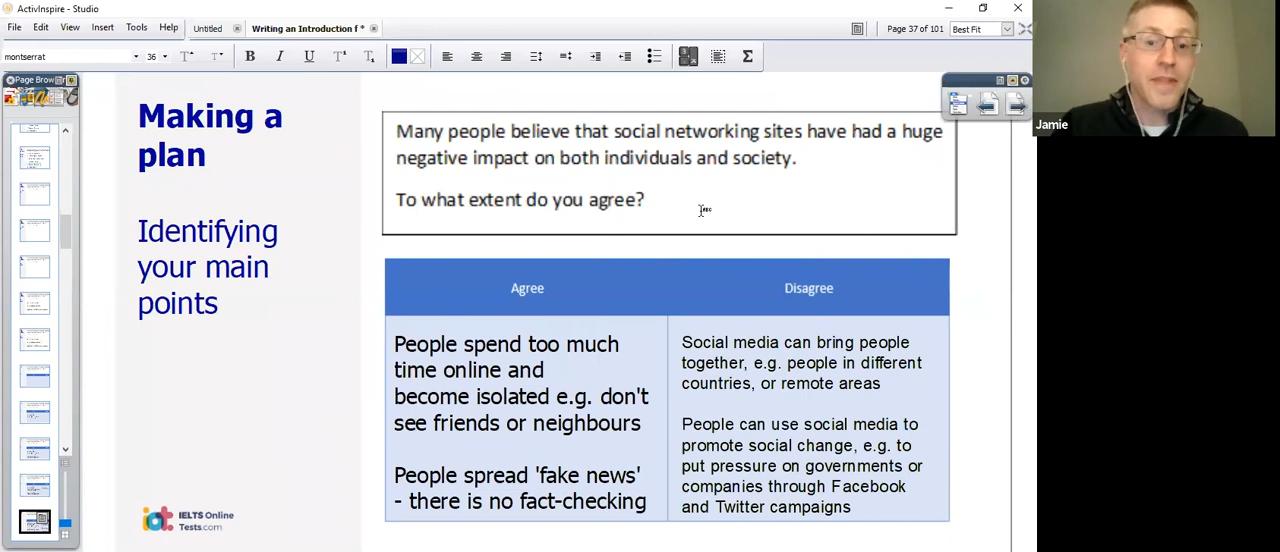 ActivInspire - Studio
File Edit View Insert Tools Help
Untitled
Writing an Introduction f *
Page 37 of 101
Best Fit
montserrat
36
Page Brow
Making a
plan
Identifying
your main
points
IELTS Online
Tests.com
Many people believe that social networking sites have had a huge
negative impact on both individuals and society.
To what extent do you agree?
Agree
Disagree
People spend too much
time online and
become isolated e.g. don't
see friends or neighbours
People spread 'fake news'
- there is no fact-checking
Social media can bring people
together, e.g. people in different
countries, or remote areas
People can use social media to
promote social change, e.g. to
put pressure on governments or
companies through Facebook
and Twitter campaigns
Jamie